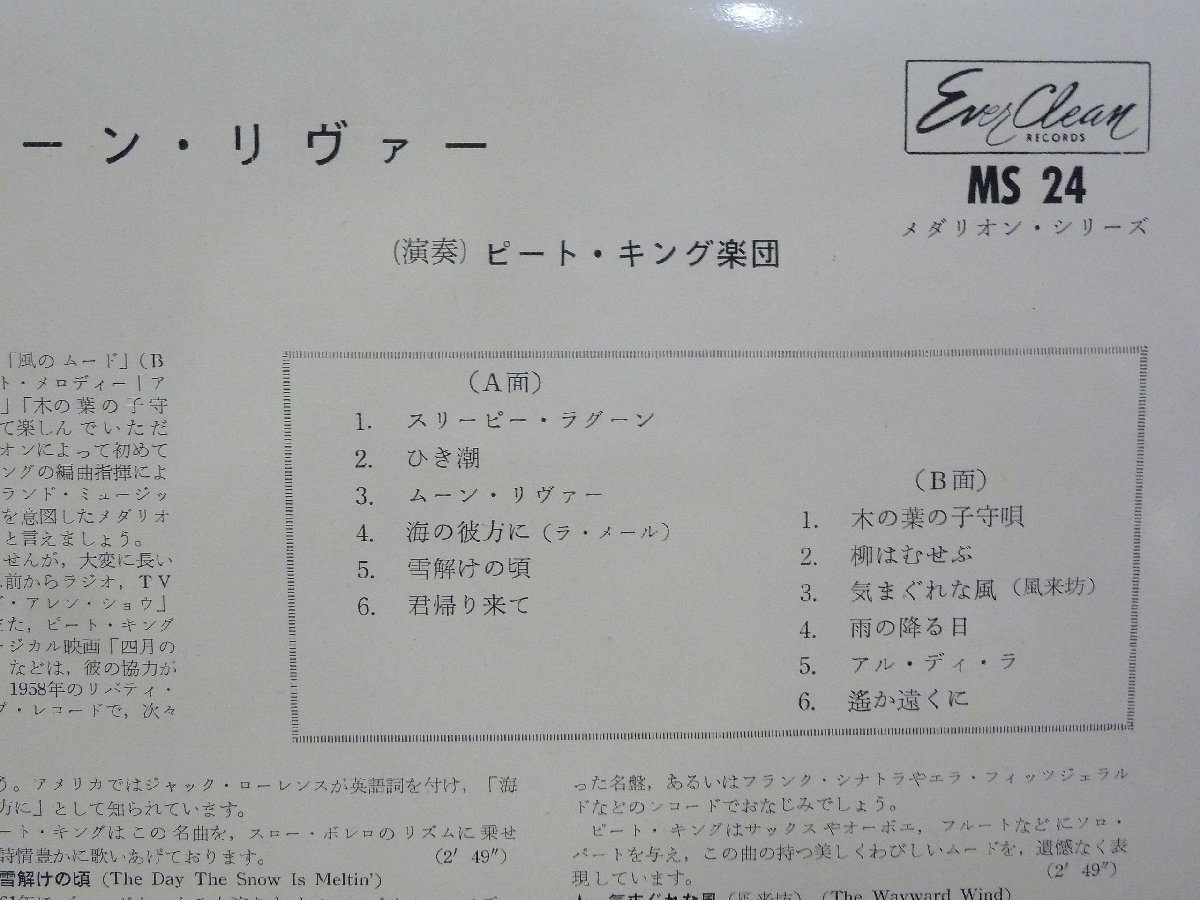 ーン・リヴァー
Ever Clean
RECORDS
MS 24
メダリオン・シリーズ
(演奏) ピート・キング楽団
「風のムード」(B
ト・メロディー｜ア
」「木の葉の子守
て楽しんでいただ
オンによって初めて
ングの編曲指揮によ
ランド・ミュージッ
を意図したメダリオ
と言えましょう。
せんが，大変に長い
前からラジオ，TV
・アレン・ショウ」
た，ピート・キング
ージカル映画「四月の
などは，彼の協力が
1958年のリバティ・
プ・レコードで，次々
(A面)
1. スリーピー・ラグーン
2. ひき潮
3. ムーン・リヴァー
4. 海の彼方に (ラ・メール)
5. 雪解けの頃
6. 君帰り来て
(B面)
1. 木の葉の子守唄
2. 柳はむせぶ
3. 気まぐれな風 (風来坊)
4. 雨の降る日
5. アル・ディ・ラ
6. 遙か遠くに
う。アメリカではジャック・ローレンスが英語詞を付け，「海
方に」として知られています。
ート・キングはこの名曲を，スロー・ボレロのリズムに乗せ
詩情豊かに歌いあげております。 (2′ 49″)
雪解けの頃 (The Day The Snow Is Meltin')
った名盤，あるいはフランク・シナトラやエラ・フィッツジェラル
ドなどのンコードでおなじみでしょう。
ピート・キングはサックスやオーボエ，フルートなどにソロ・
パートを与え，この曲の持つ美しくわびしいムードを，遺憾なく表
現しています。 (2′ 49″)
気まぐれな風 (風来坊) (The Wayward Wind)